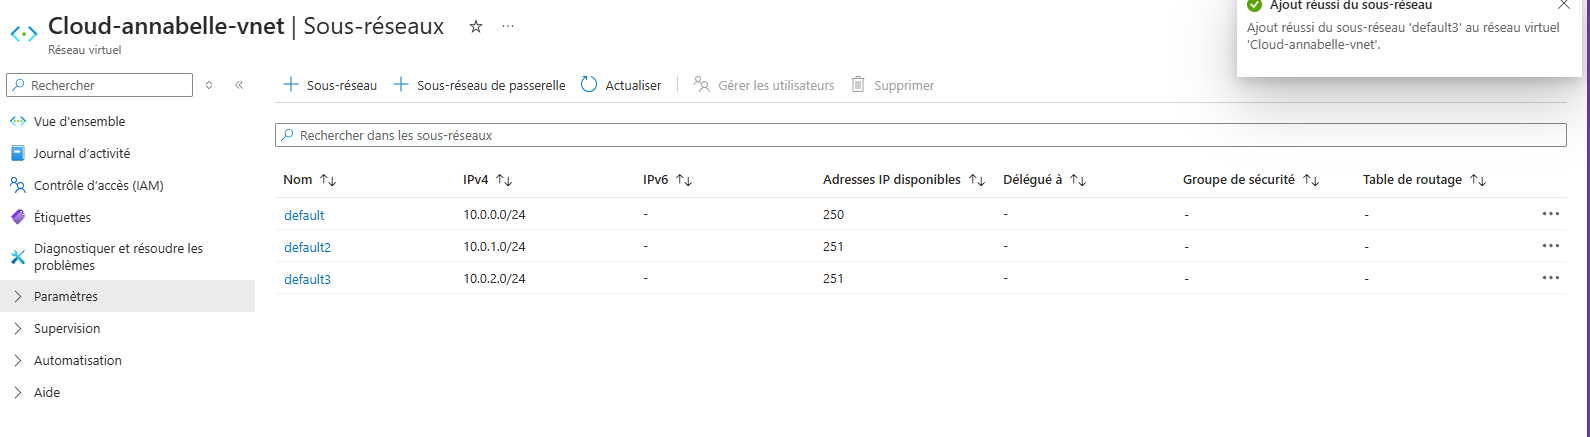 Cloud-annabelle-vnet | Sous-réseaux
Réseau virtuel
Ajout réussi du sous-réseau
Ajout réussi du sous-réseau 'default3' au réseau virtuel
'Cloud-annabelle-vnet'.
Rechercher
Sous-réseau Sous-réseau de passerelle Actualiser Gérer les utilisateurs Supprimer
Vue d'ensemble
Journal d'activité
Contrôle d'accès (IAM)
Étiquettes
Diagnostiquer et résoudre les
problèmes
Paramètres
Supervision
Automatisation
Aide
Rechercher dans les sous-réseaux
Nom IPv4 IPv6 Adresses IP disponibles Délégué à Groupe de sécurité Table de routage
default 10.0.0.0/24 - 250 - - -
default2 10.0.1.0/24 - 251 - - -
default3 10.0.2.0/24 - 251 - - -